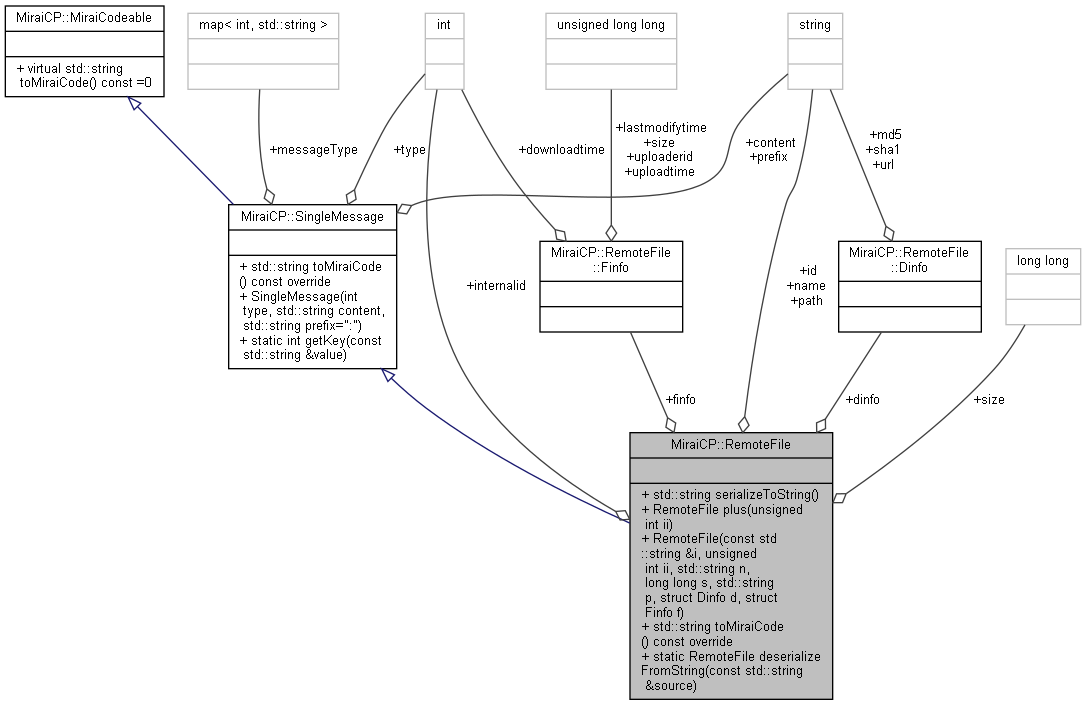 MiraiCP::MiraiCodeable
+ virtual std::string
toMiraiCode() const =0
map< int, std::string >
int
unsigned long long
string
+messageType
+type
+downloadtime
+lastmodifytime
+size
+uploaderid
+uploadtime
+content
+prefix
+md5
+sha1
+url
MiraiCP::SingleMessage
+ std::string toMiraiCode
() const override
+ SingleMessage(int
type, std::string content,
std::string prefix=":")
+ static int getKey(const
std::string &value)
+internalid
MiraiCP::RemoteFile
::Finfo
+id
+name
+path
MiraiCP::RemoteFile
::Dinfo
long long
+finfo
+dinfo
+size
MiraiCP::RemoteFile
+ std::string serializeToString()
+ RemoteFile plus(unsigned
int ii)
+ RemoteFile(const std
::string &i, unsigned
int ii, std::string n,
long long s, std::string
p, struct Dinfo d, struct
Finfo f)
+ std::string toMiraiCode
() const override
+ static RemoteFile deserialize
FromString(const std::string
&source)